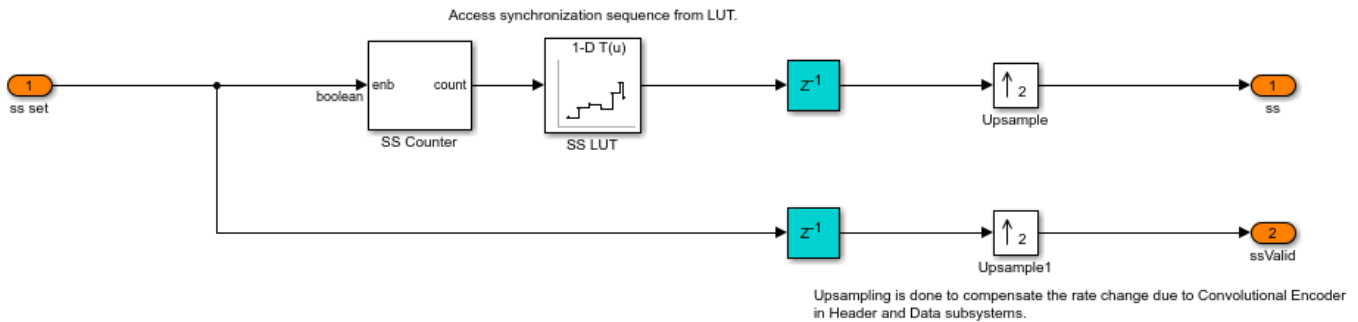 Access synchronization sequence from LUT.
1-D T(u)
1
ss set
boolean
enb
count
SS Counter
SS LUT
Z-1
2
Upsample
1
ss
Z-1
2
Upsample1
2
ssValid
Upsampling is done to compensate the rate change due to Convolutional Encoder
in Header and Data subsystems.